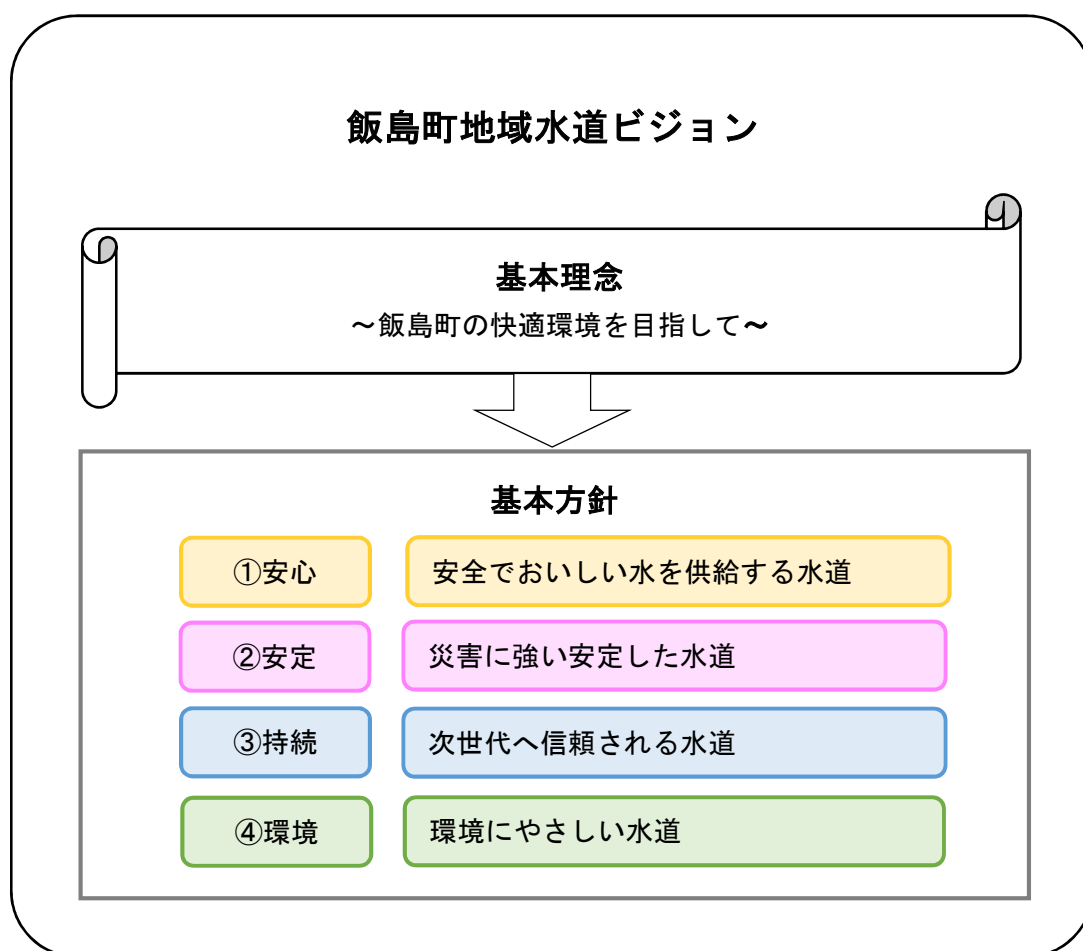 飯島町地域水道ビジョン
基本理念
～飯島町の快適環境を目指して～
基本方針
①安心 安全でおいしい水を供給する水道
②安定 災害に強い安定した水道
③持続 次世代へ信頼される水道
④環境 環境にやさしい水道